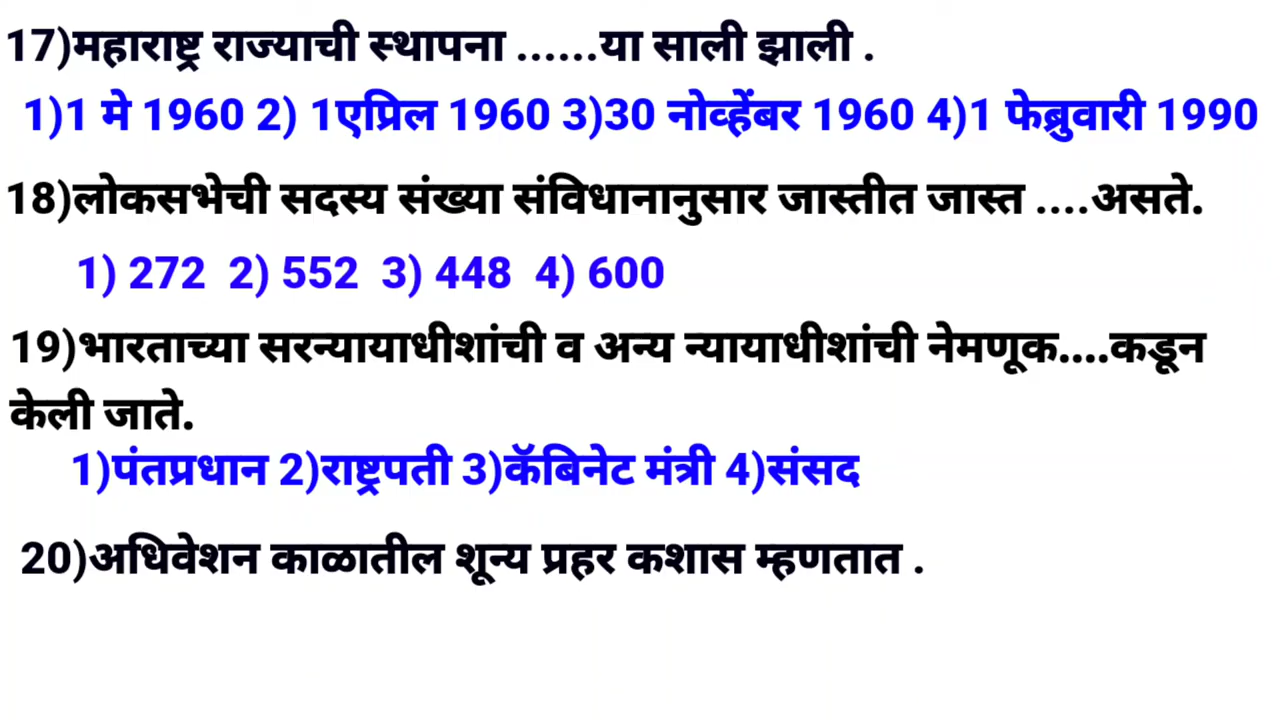 17)महाराष्ट्र राज्याची स्थापना ......या साली झाली .
1)1 मे 1960 2) 1एप्रिल 1960 3)30 नोव्हेंबर 1960 4)1 फेब्रुवारी 1990
18)लोकसभेची सदस्य संख्या संविधानानुसार जास्तीत जास्त ....असते.
1) 272 2) 552 3) 448 4) 600
19)भारताच्या सरन्यायाधीशांची व अन्य न्यायाधीशांची नेमणूक....कडून
केली जाते.
1)पंतप्रधान 2)राष्ट्रपती 3)कॅबिनेट मंत्री 4)संसद
20)अधिवेशन काळातील शून्य प्रहर कशास म्हणतात .